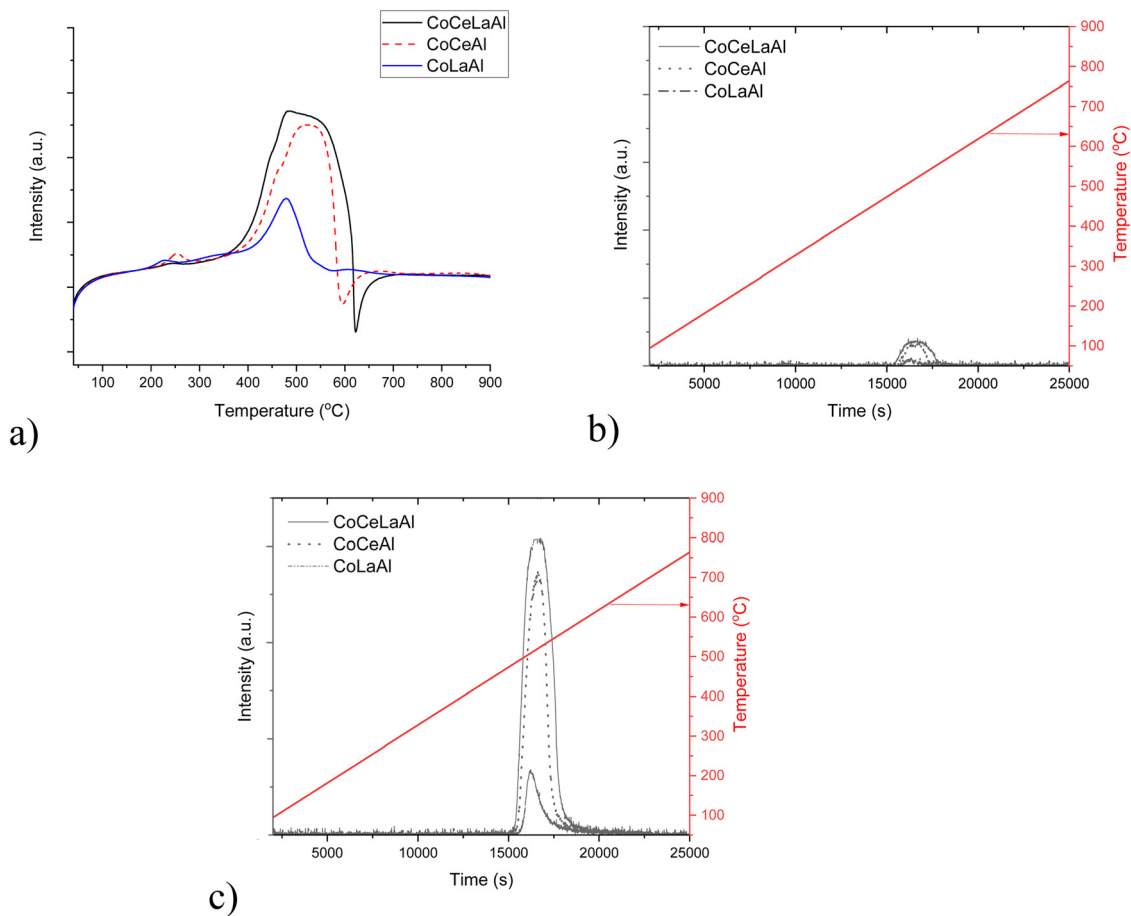 CoCeLaAl
CoCeAl
CoLaAl
Intensity (a.u.)
100 200 300 400 500 600 700 800 900
Temperature (ºC)
a)
CoCeLaAl
CoCeAl
CoLaAl
Intensity (a.u.)
900
800
700
600
500
400
300
200
100
Temperature (ºC)
5000 10000 15000 20000 25000
Time (s)
b)
CoCeLaAl
CoCeAl
CoLaAl
Intensity (a.u.)
900
800
700
600
500
400
300
200
100
Temperature (ºC)
5000 10000 15000 20000 25000
Time (s)
c)